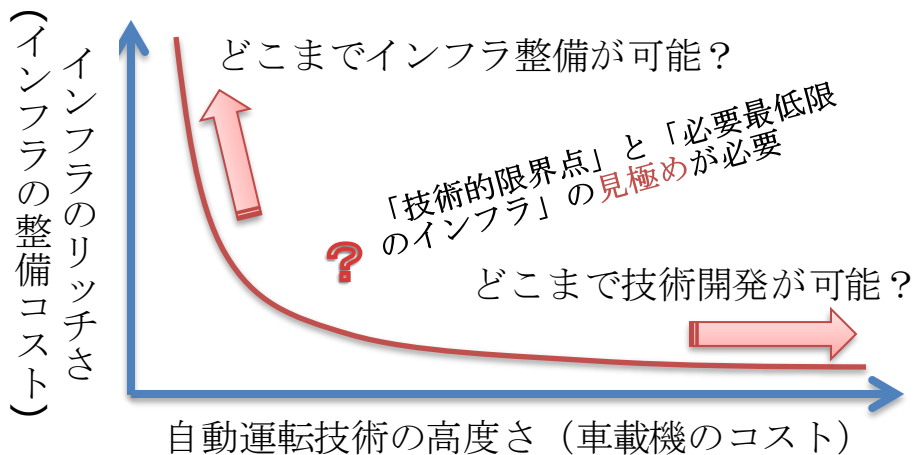 インフラのリッチさ
(インフラの整備コスト)
どこまでインフラ整備が可能？
「技術的限界点」と「必要最低限
のインフラ」の見極めが必要
?
どこまで技術開発が可能？
自動運転技術の高度さ（車載機のコスト）